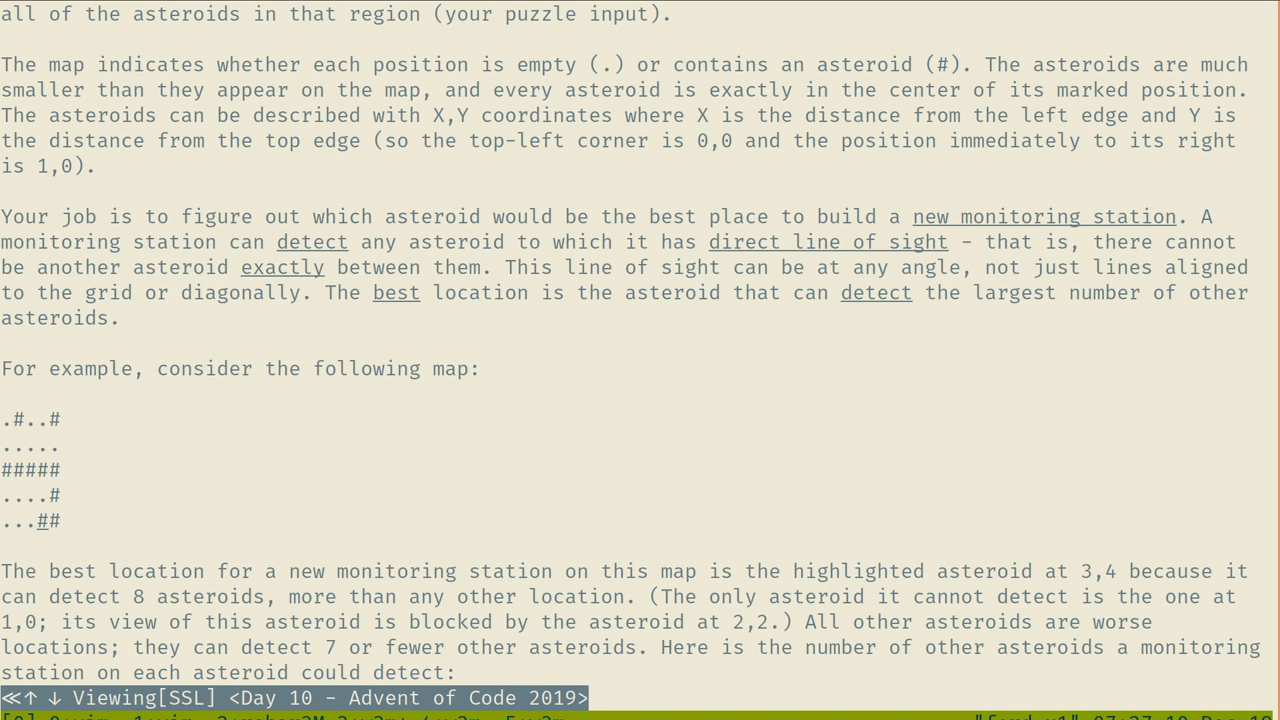 all of the asteroids in that region (your puzzle input).
The map indicates whether each position is empty (.) or contains an asteroid (#). The asteroids are much
smaller than they appear on the map, and every asteroid is exactly in the center of its marked position.
The asteroids can be described with X,Y coordinates where X is the distance from the left edge and Y is
the distance from the top edge (so the top-left corner is 0,0 and the position immediately to its right
is 1,0).
Your job is to figure out which asteroid would be the best place to build a new monitoring station. A
monitoring station can detect any asteroid to which it has direct line of sight - that is, there cannot
be another asteroid exactly between them. This line of sight can be at any angle, not just lines aligned
to the grid or diagonally. The best location is the asteroid that can detect the largest number of other
asteroids.
For example, consider the following map:
.#..#
.....
#####
....#
...##
The best location for a new monitoring station on this map is the highlighted asteroid at 3,4 because it
can detect 8 asteroids, more than any other location. (The only asteroid it cannot detect is the one at
1,0; its view of this asteroid is blocked by the asteroid at 2,2.) All other asteroids are worse
locations; they can detect 7 or fewer other asteroids. Here is the number of other asteroids a monitoring
station on each asteroid could detect:
≪↑ ↓ Viewing[SSL] <Day 10 - Advent of Code 2019>